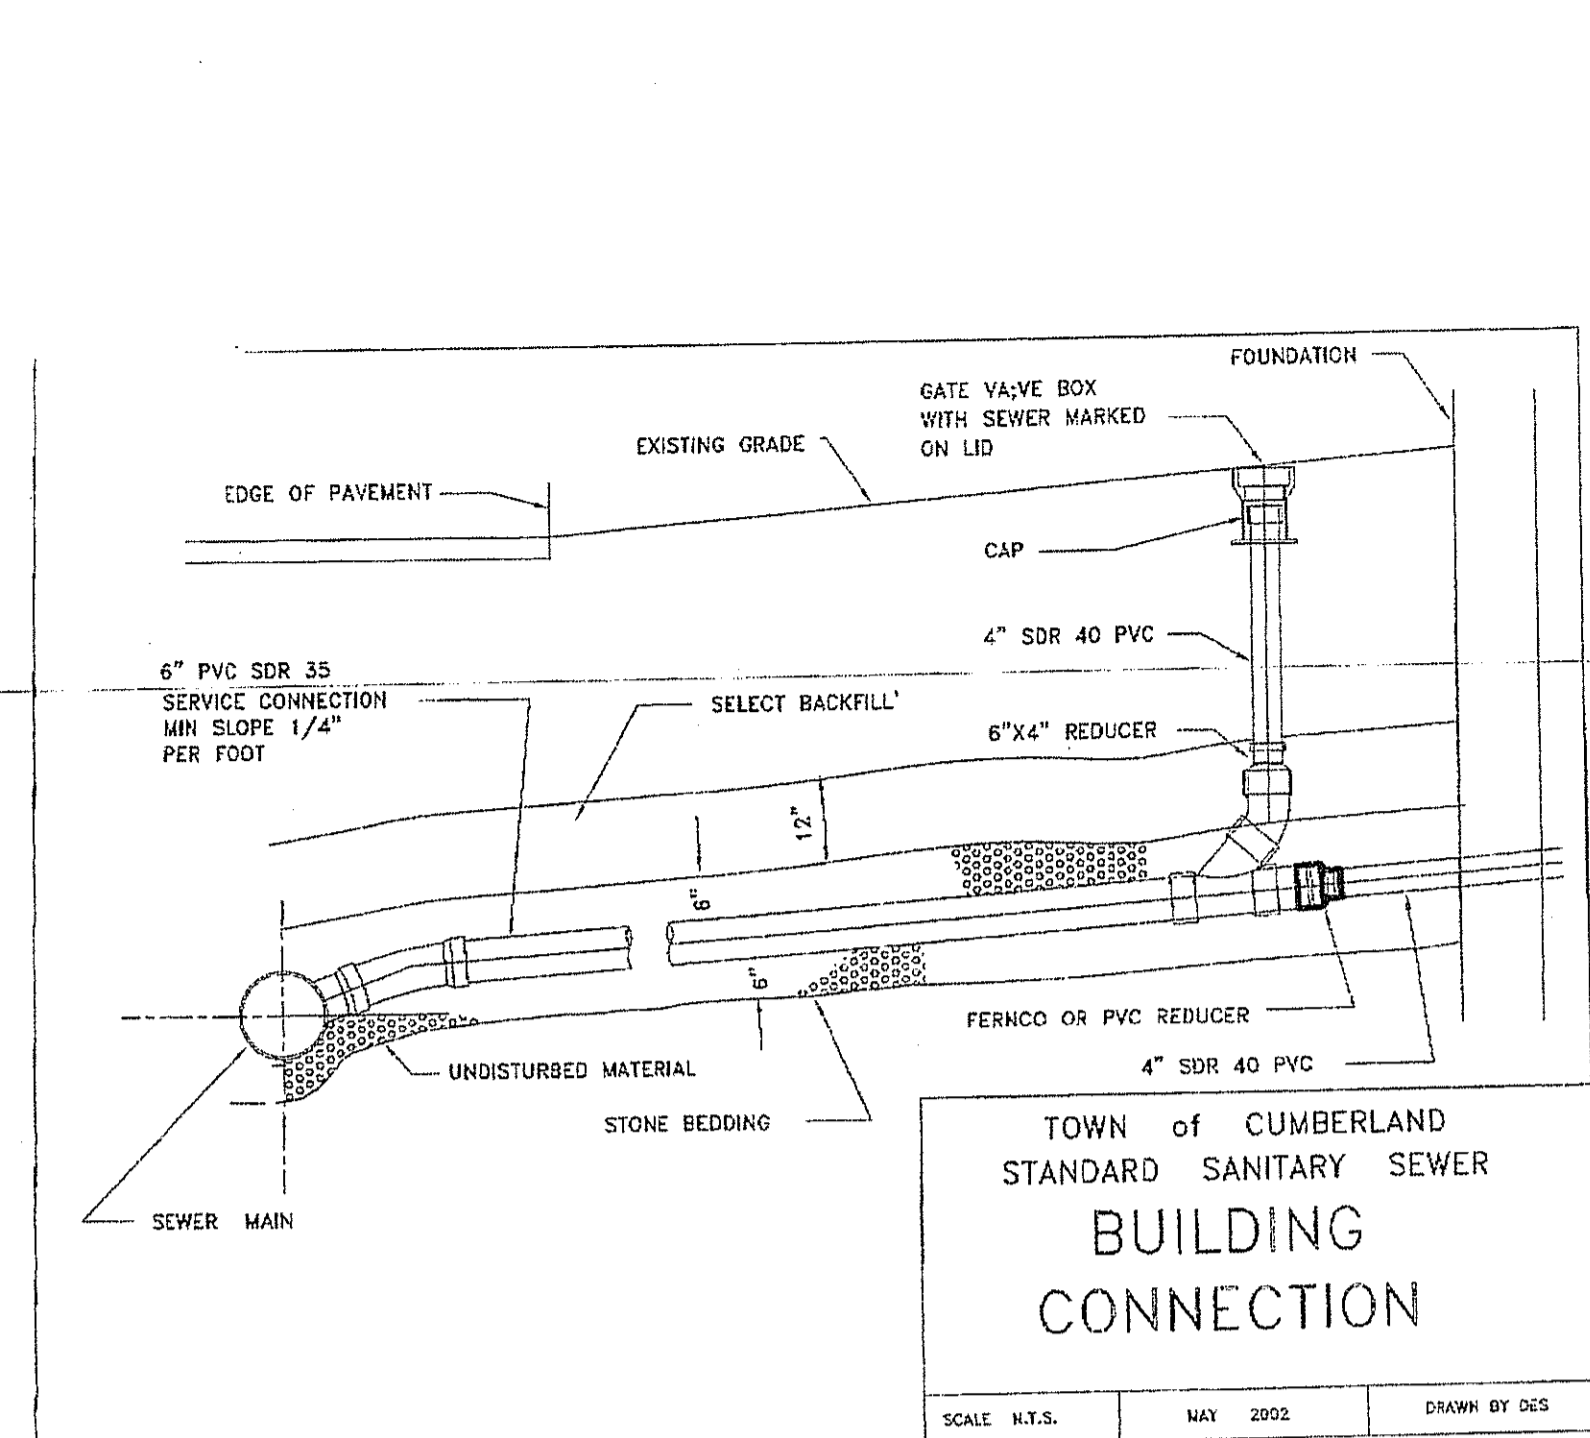 FOUNDATION
GATE VA;VE BOX
WITH SEWER MARKED
ON LID
EXISTING GRADE
EDGE OF PAVEMENT
CAP
4" SDR 40 PVC
6" PVC SDR 35
SERVICE CONNECTION
MIN SLOPE 1/4"
PER FOOT
SELECT BACKFILL'
6"X4" REDUCER
12"
6"
6"
FERNCO OR PVC REDUCER
4" SDR 40 PVC
UNDISTURBED MATERIAL
STONE BEDDING
SEWER MAIN
TOWN of CUMBERLAND
STANDARD SANITARY SEWER
BUILDING
CONNECTION
SCALE N.T.S.
MAY 2002
DRAWN BY DES